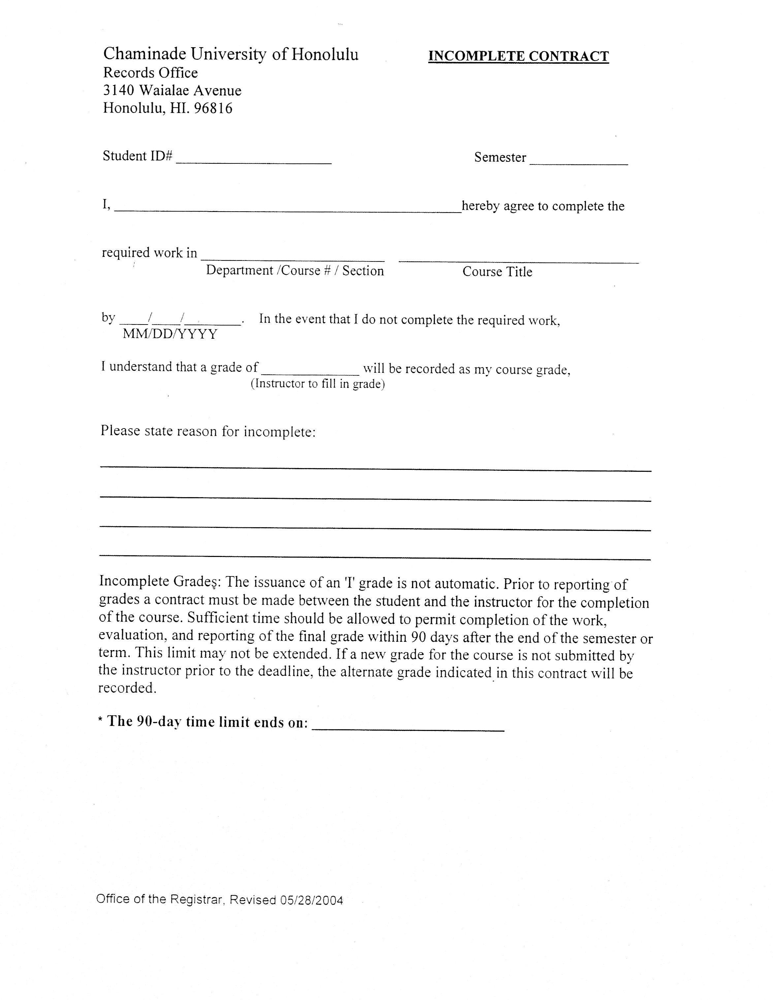 Chaminade University of Honolulu INCOMPLETE CONTRACT
Records Office
3140 Waialae Avenue
Honolulu, HI. 96816
Student ID# ____________ Semester ____________
I, ____________ hereby agree to complete the
required work in ____________ ____________
Department /Course # / Section Course Title
by ____/____/________. In the event that I do not complete the required work,
MM/DD/YYYY
I understand that a grade of ____________ will be recorded as my course grade,
(Instructor to fill in grade)
Please state reason for incomplete:
Incomplete Grades: The issuance of an 'I' grade is not automatic. Prior to reporting of
grades a contract must be made between the student and the instructor for the completion
of the course. Sufficient time should be allowed to permit completion of the work,
evaluation, and reporting of the final grade within 90 days after the end of the semester or
term. This limit may not be extended. If a new grade for the course is not submitted by
the instructor prior to the deadline, the alternate grade indicated in this contract will be
recorded.
* The 90-day time limit ends on: ____________
Office of the Registrar, Revised 05/28/2004